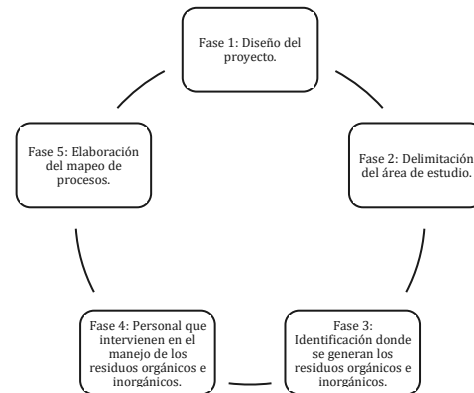 Fase 1: Diseño del
proyecto.
Fase 2: Delimitación
del área de estudio.
Fase 3:
Identificación donde
se generan los
residuos orgánicos e
inorgánicos.
Fase 4: Personal que
intervienen en el
manejo de los
residuos orgánicos e
inorgánicos.
Fase 5: Elaboración
del mapeo de
procesos.